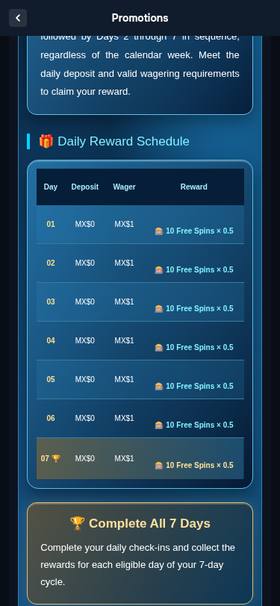 Promotions
followed by Days 2 through 7 in sequence,
regardless of the calendar week. Meet the
daily deposit and valid wagering requirements
to claim your reward.
🎁 Daily Reward Schedule
Day Deposit Wager Reward
01 MX$0 MX$1 🎰 10 Free Spins × 0.5
02 MX$0 MX$1 🎰 10 Free Spins × 0.5
03 MX$0 MX$1 🎰 10 Free Spins × 0.5
04 MX$0 MX$1 🎰 10 Free Spins × 0.5
05 MX$0 MX$1 🎰 10 Free Spins × 0.5
06 MX$0 MX$1 🎰 10 Free Spins × 0.5
07 🏆 MX$0 MX$1 🎰 10 Free Spins × 0.5
🏆 Complete All 7 Days
Complete your daily check-ins and collect the
rewards for each eligible day of your 7-day
cycle.